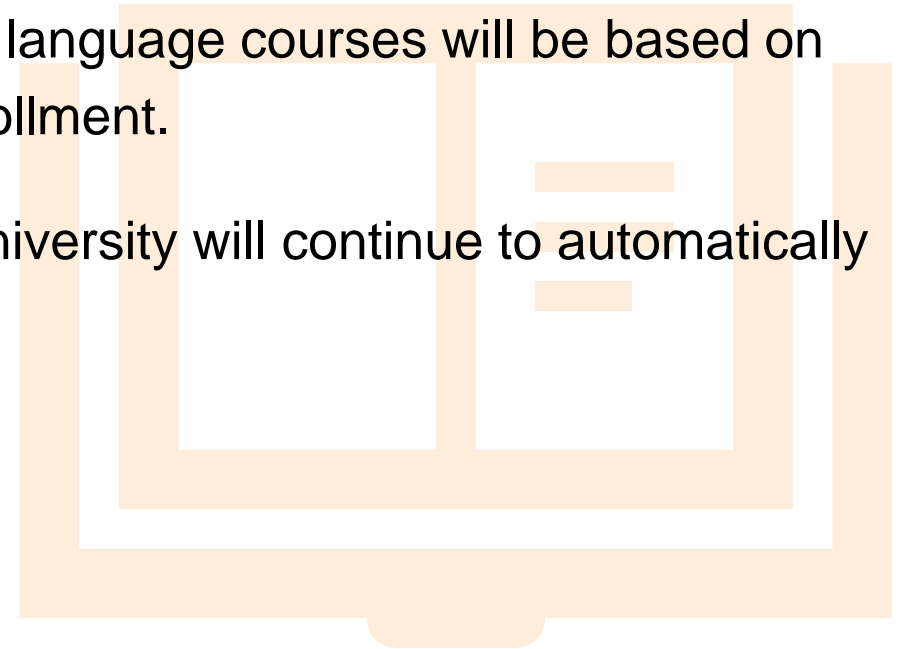 language courses will be based on
ollment.
niversity will continue to automatically